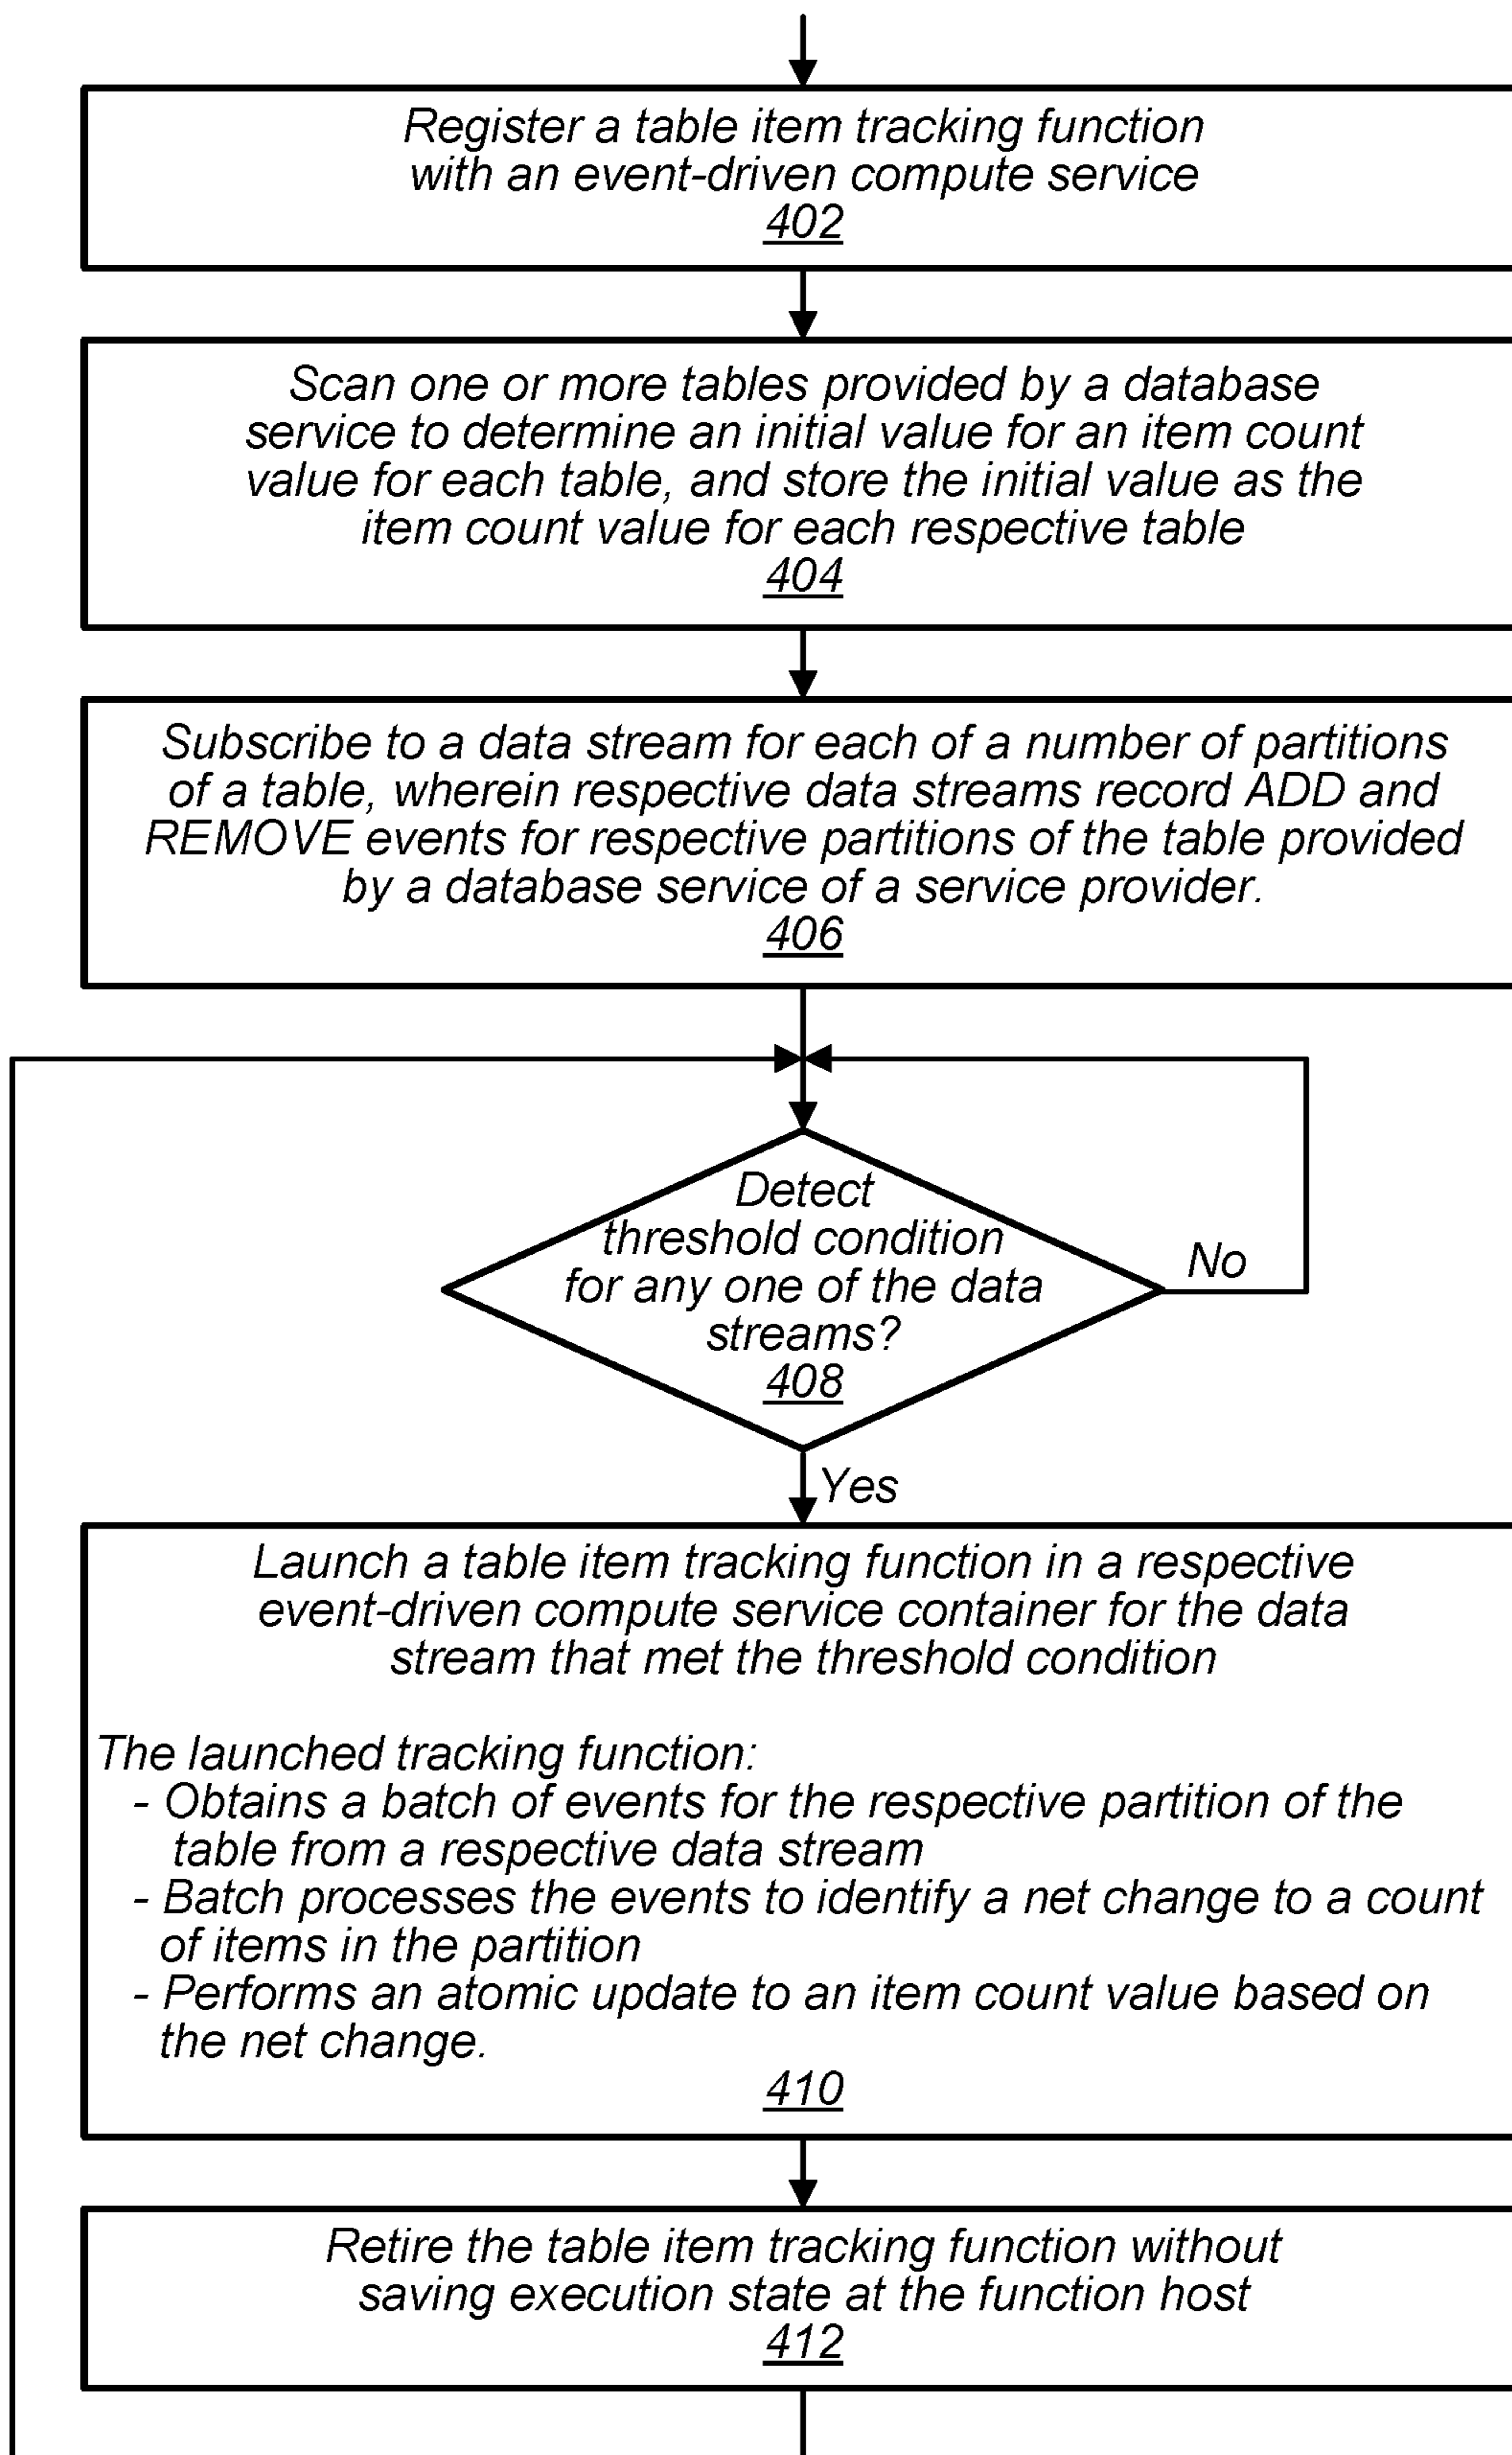 Register a table item tracking function
with an event-driven compute service
402
Scan one or more tables provided by a database
service to determine an initial value for an item count
value for each table, and store the initial value as the
item count value for each respective table
404
Subscribe to a data stream for each of a number of partitions
of a table, wherein respective data streams record ADD and
REMOVE events for respective partitions of the table provided
by a database service of a service provider.
406
Detect
threshold condition
for any one of the data
streams?
408
No
Yes
Launch a table item tracking function in a respective
event-driven compute service container for the data
stream that met the threshold condition
The launched tracking function:
- Obtains a batch of events for the respective partition of the
table from a respective data stream
- Batch processes the events to identify a net change to a count
of items in the partition
- Performs an atomic update to an item count value based on
the net change.
410
Retire the table item tracking function without
saving execution state at the function host
412